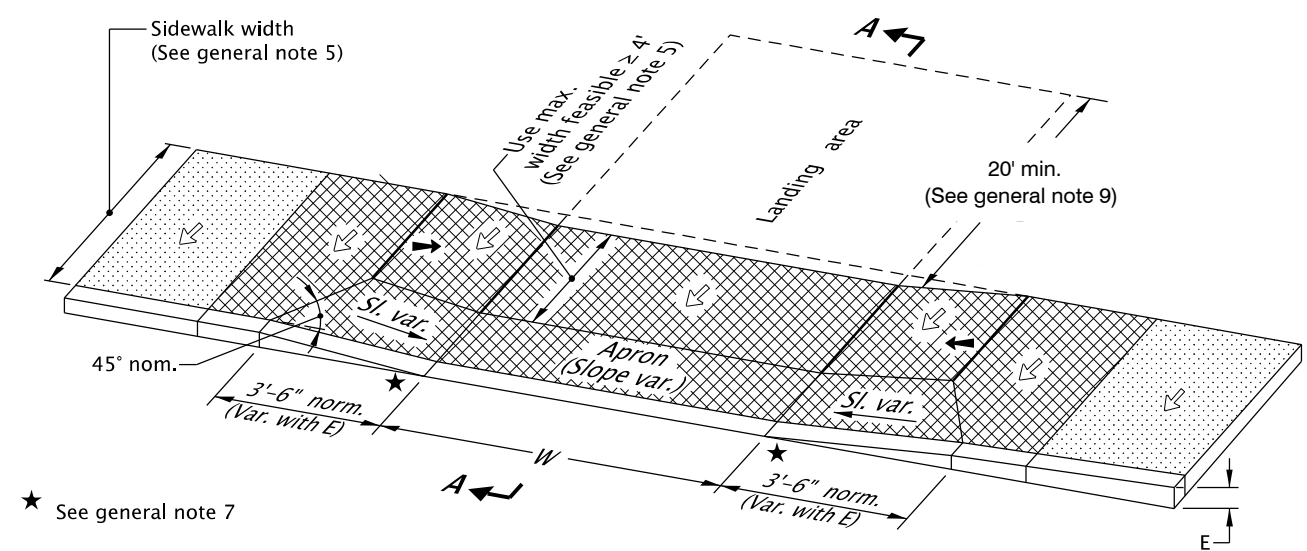 Sidewalk width
(See general note 5)
A
Use max.
width feasible ≥ 4'
(See general note 5)
Landing area
20' min.
(See general note 9)
Sl. var.
45° nom.
Apron
(Slope var.)
Sl. var.
3'-6" norm.
(Var. with E)
W
3'-6" norm.
(Var. with E)
A
★ See general note 7
★
★
E